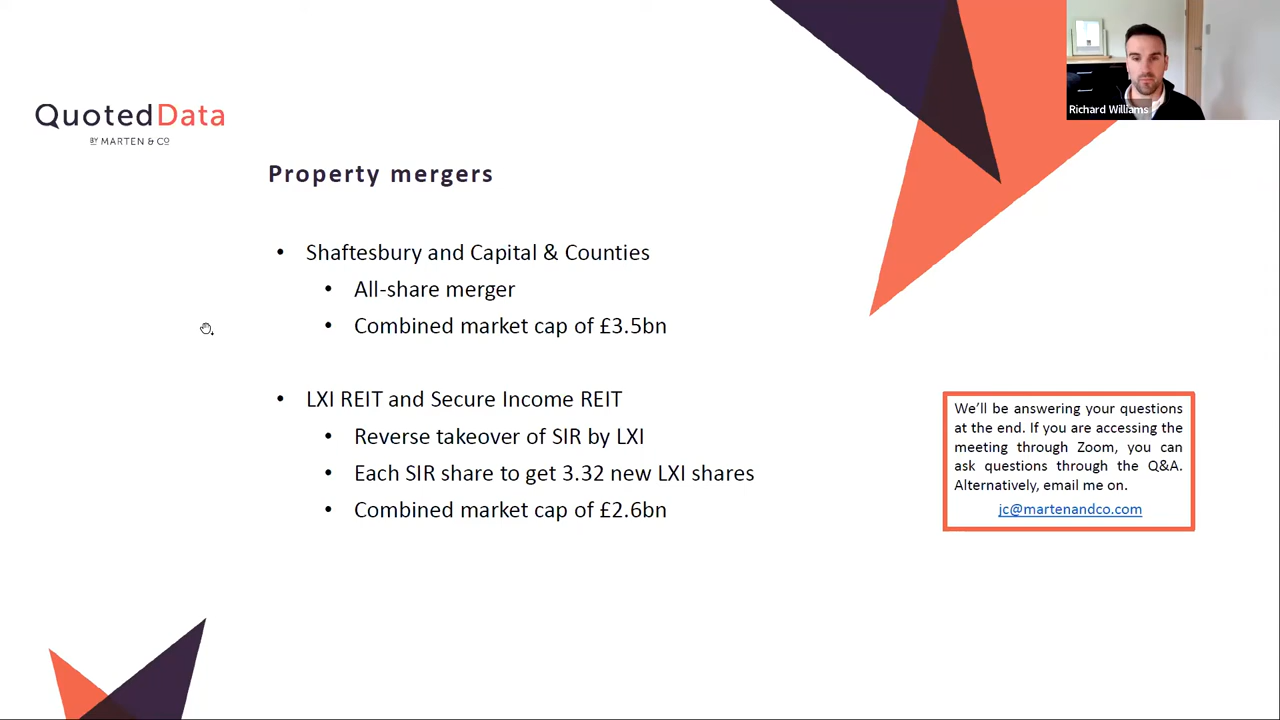 QuotedData
BY MARTEN & CO
Richard Williams
Property mergers
• Shaftesbury and Capital & Counties
• All-share merger
• Combined market cap of £3.5bn
• LXI REIT and Secure Income REIT
• Reverse takeover of SIR by LXI
• Each SIR share to get 3.32 new LXI shares
• Combined market cap of £2.6bn
We'll be answering your questions
at the end. If you are accessing the
meeting through Zoom, you can
ask questions through the Q&A.
Alternatively, email me on.
jc@martenandco.com